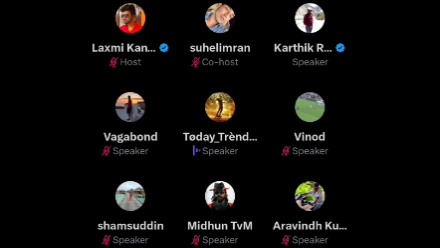 Laxmi Kan... suhelimran Karthik R...
Host Co-host Speaker
Vagabond Tøday_Trènd... Vinod
Speaker Speaker Speaker
shamsuddin Midhun TvM Aravindh Ku...
Speaker Speaker Speaker